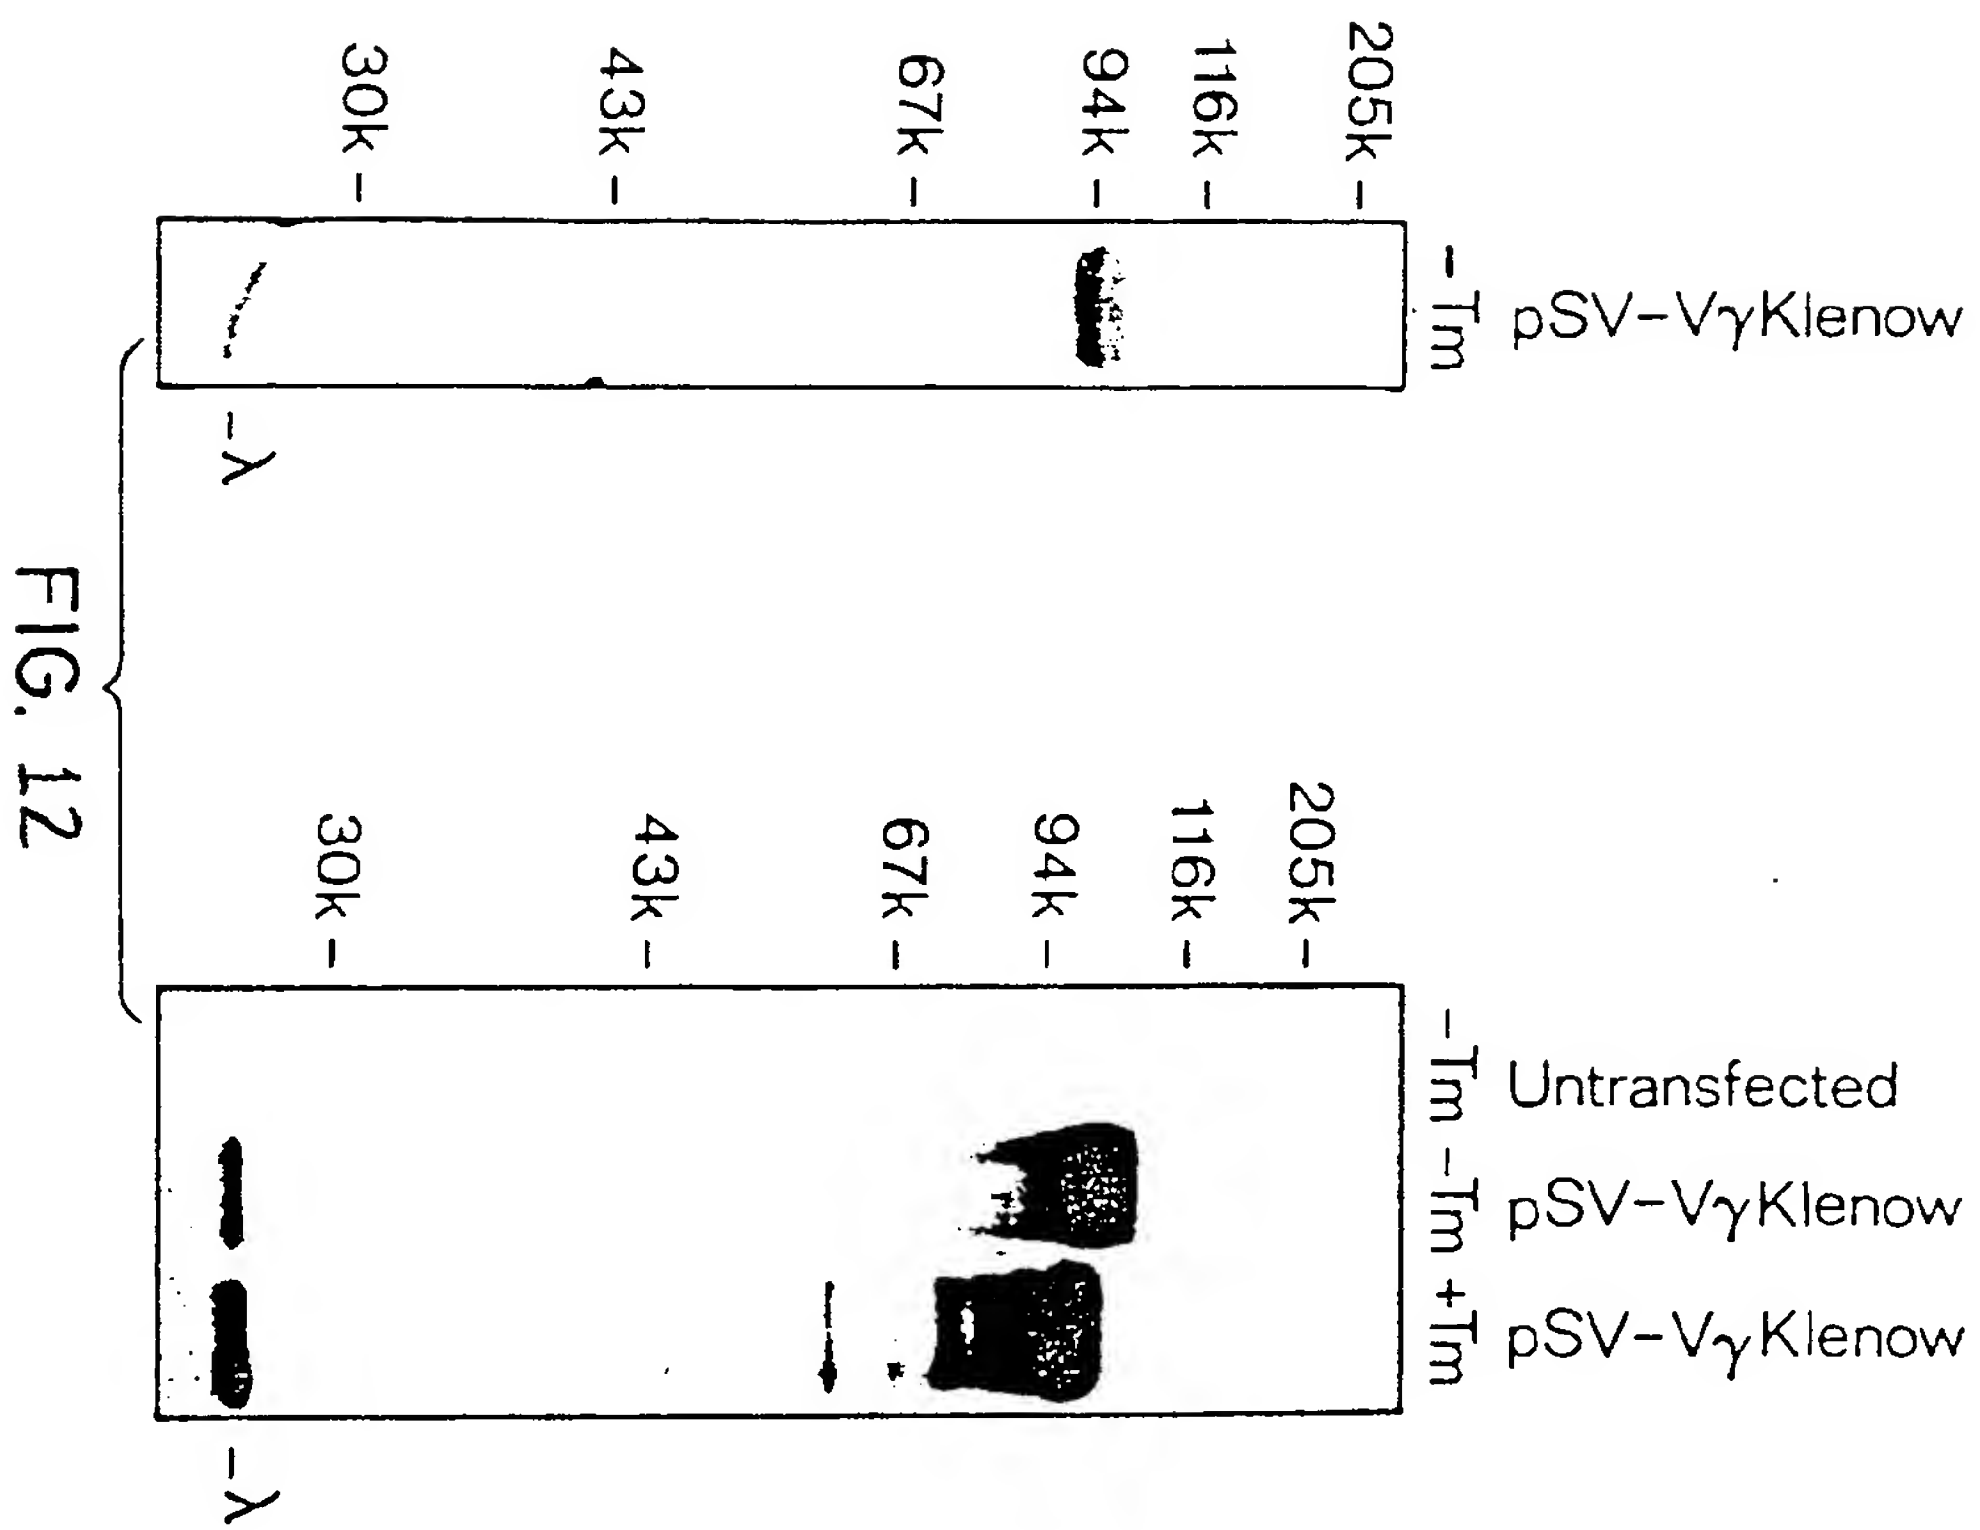 pSV-VγKlenow
-Tm
205k -
116k -
94k -
67k -
43k -
30k -
- λ
Untransfected
pSV-VγKlenow
pSV-VγKlenow
-Tm
-Tm
+Tm
205k -
116k -
94k -
67k -
43k -
30k -
- λ
FIG. 12